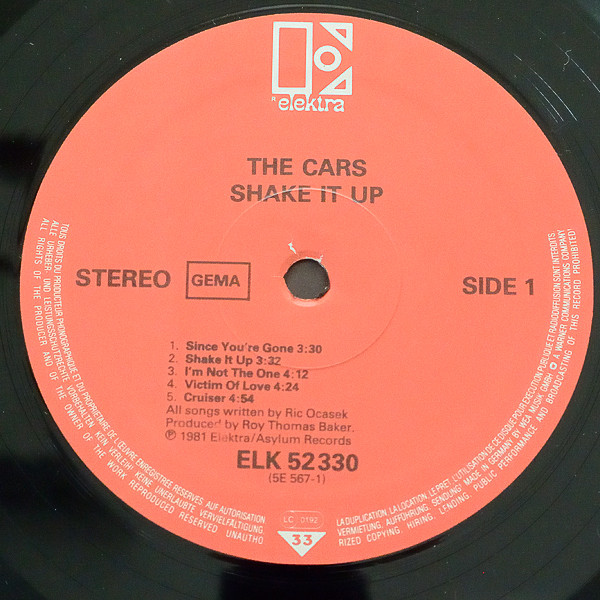 elektra
THE CARS
SHAKE IT UP
STEREO
GEMA
SIDE 1
1. Since You're Gone 3:30
2. Shake It Up 3:32
3. I'm Not The One 4:12
4. Victim Of Love 4:24
5. Cruiser 4:54
All songs written by Ric Ocasek
Produced by Roy Thomas Baker.
℗ 1981 Elektra/Asylum Records
ELK 52 330
(5E 567-1)
LC 0192
33
TOUS DROITS DU PRODUCTEUR PHONOGRAPHIQUE ET DU PROPRIETAIRE DE L'ŒUVRE ENREGISTREE RESERVES. SAUF AUTORISATION
LA DUPLICATION, LA LOCATION, LE PRET, L'UTILISATION DE CE DISQUE POUR EXECUTION PUBLIQUE ET RADIODIFFUSION SONT INTERDITS
ALLE URHEBER- UND LEISTUNGSSCHUTZRECHTE VORBEHALTEN. KEIN VERLEIH! KEINE UNERLAUBTE VERVIELFÄLTIGUNG,
VERMIETUNG, AUFFÜHRUNG, SENDUNG! MADE IN GERMANY BY WEA MUSIK GMBH A WARNER COMMUNICATIONS COMPANY
ALL RIGHTS OF THE PRODUCER AND OF THE OWNER OF THE WORK REPRODUCED RESERVED UNAUTHO
RIZED COPYING, HIRING, LENDING, PUBLIC PERFORMANCE AND BROADCASTING OF THIS RECORD PROHIBITED!